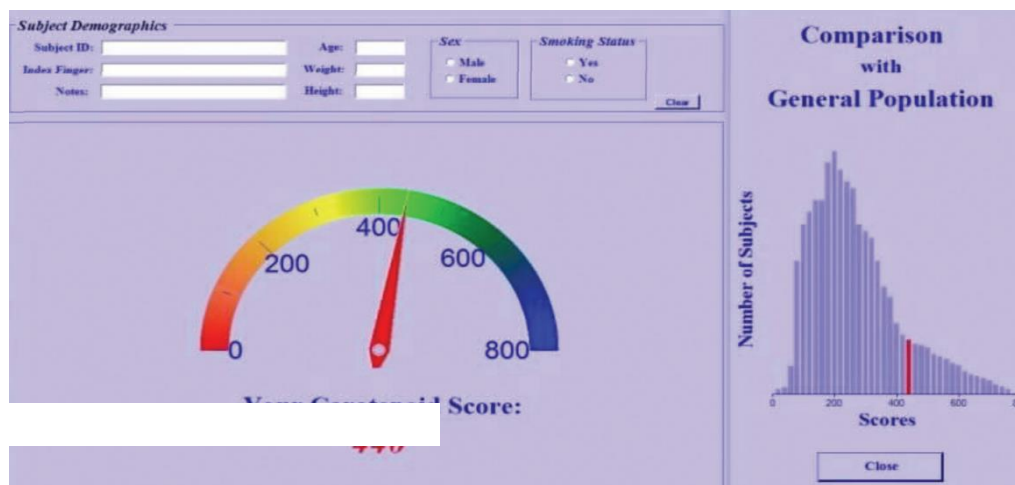 Subject Demographics
Subject ID:
Index Finger:
Notes:
Age:
Weight:
Height:
Sex
Male
Female
Smoking Status
Yes
No
Clear
Comparison
with
General Population
0
200
400
600
800
Score:
Number of Subjects
0
200
400
600
Scores
Close